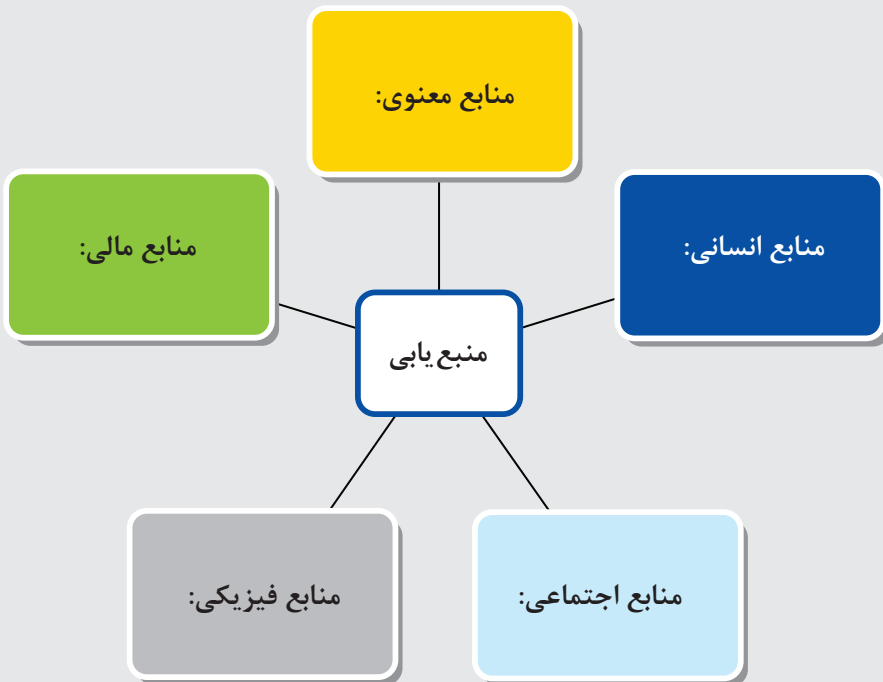 منابع معنوی:
منابع انسانی:
منابع مالی:
منبع‌یابی
منابع اجتماعی:
منابع فیزیکی: